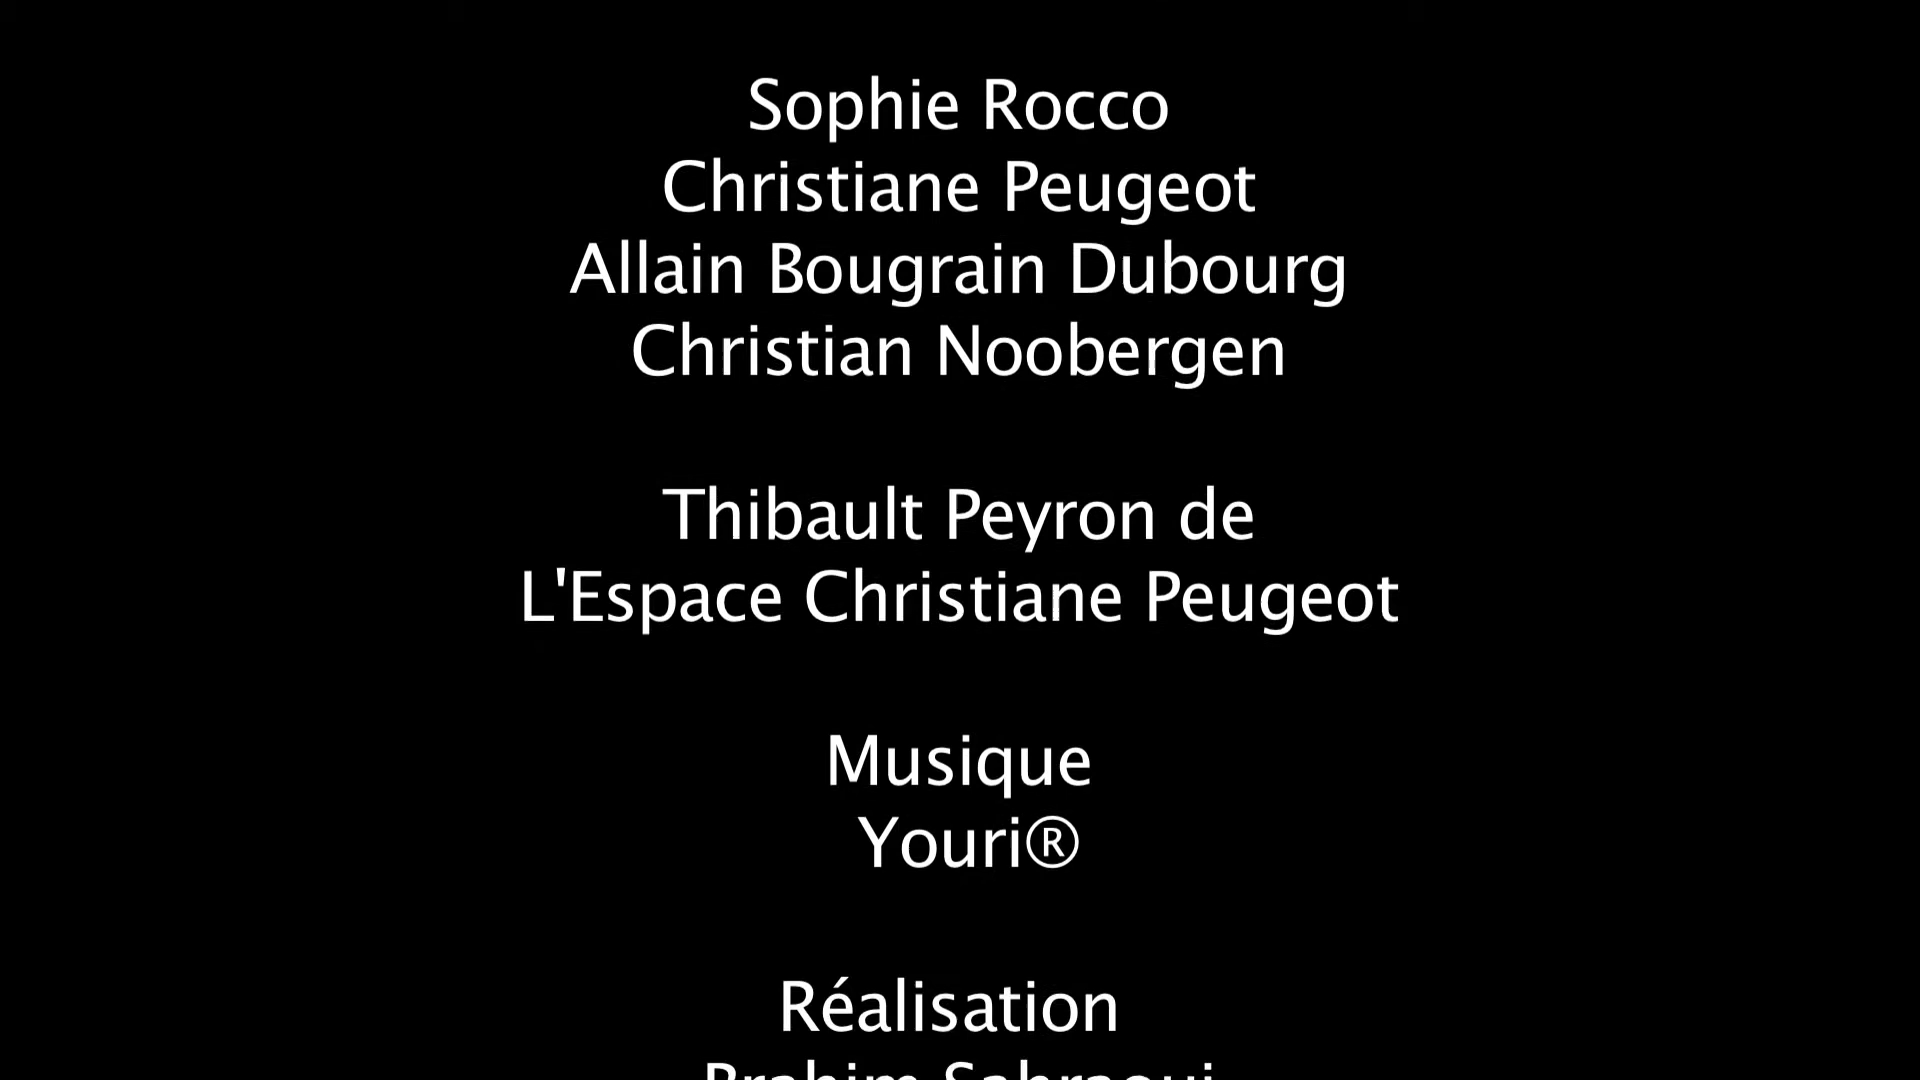 Sophie Rocco
Christiane Peugeot
Allain Bougrain Dubourg
Christian Noobergen
Thibault Peyron de
L'Espace Christiane Peugeot
Musique
Youri®
Réalisation
Brahim Sahraoui